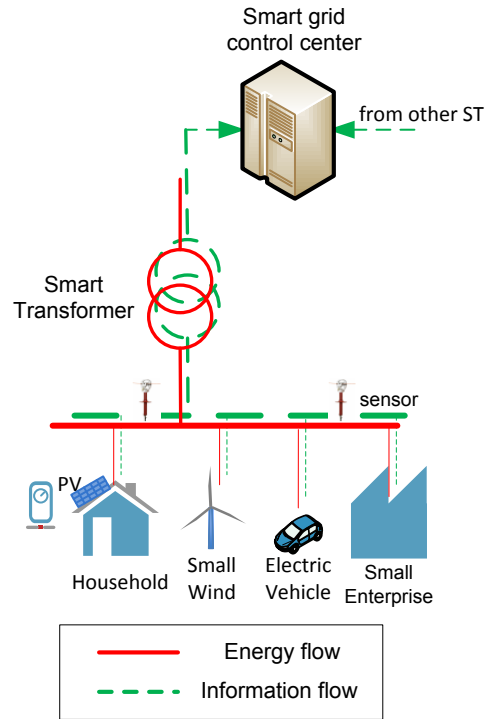 Smart grid
control center
from other ST
Smart
Transformer
sensor
PV
Household
Small
Wind
Electric
Vehicle
Small
Enterprise
Energy flow
Information flow